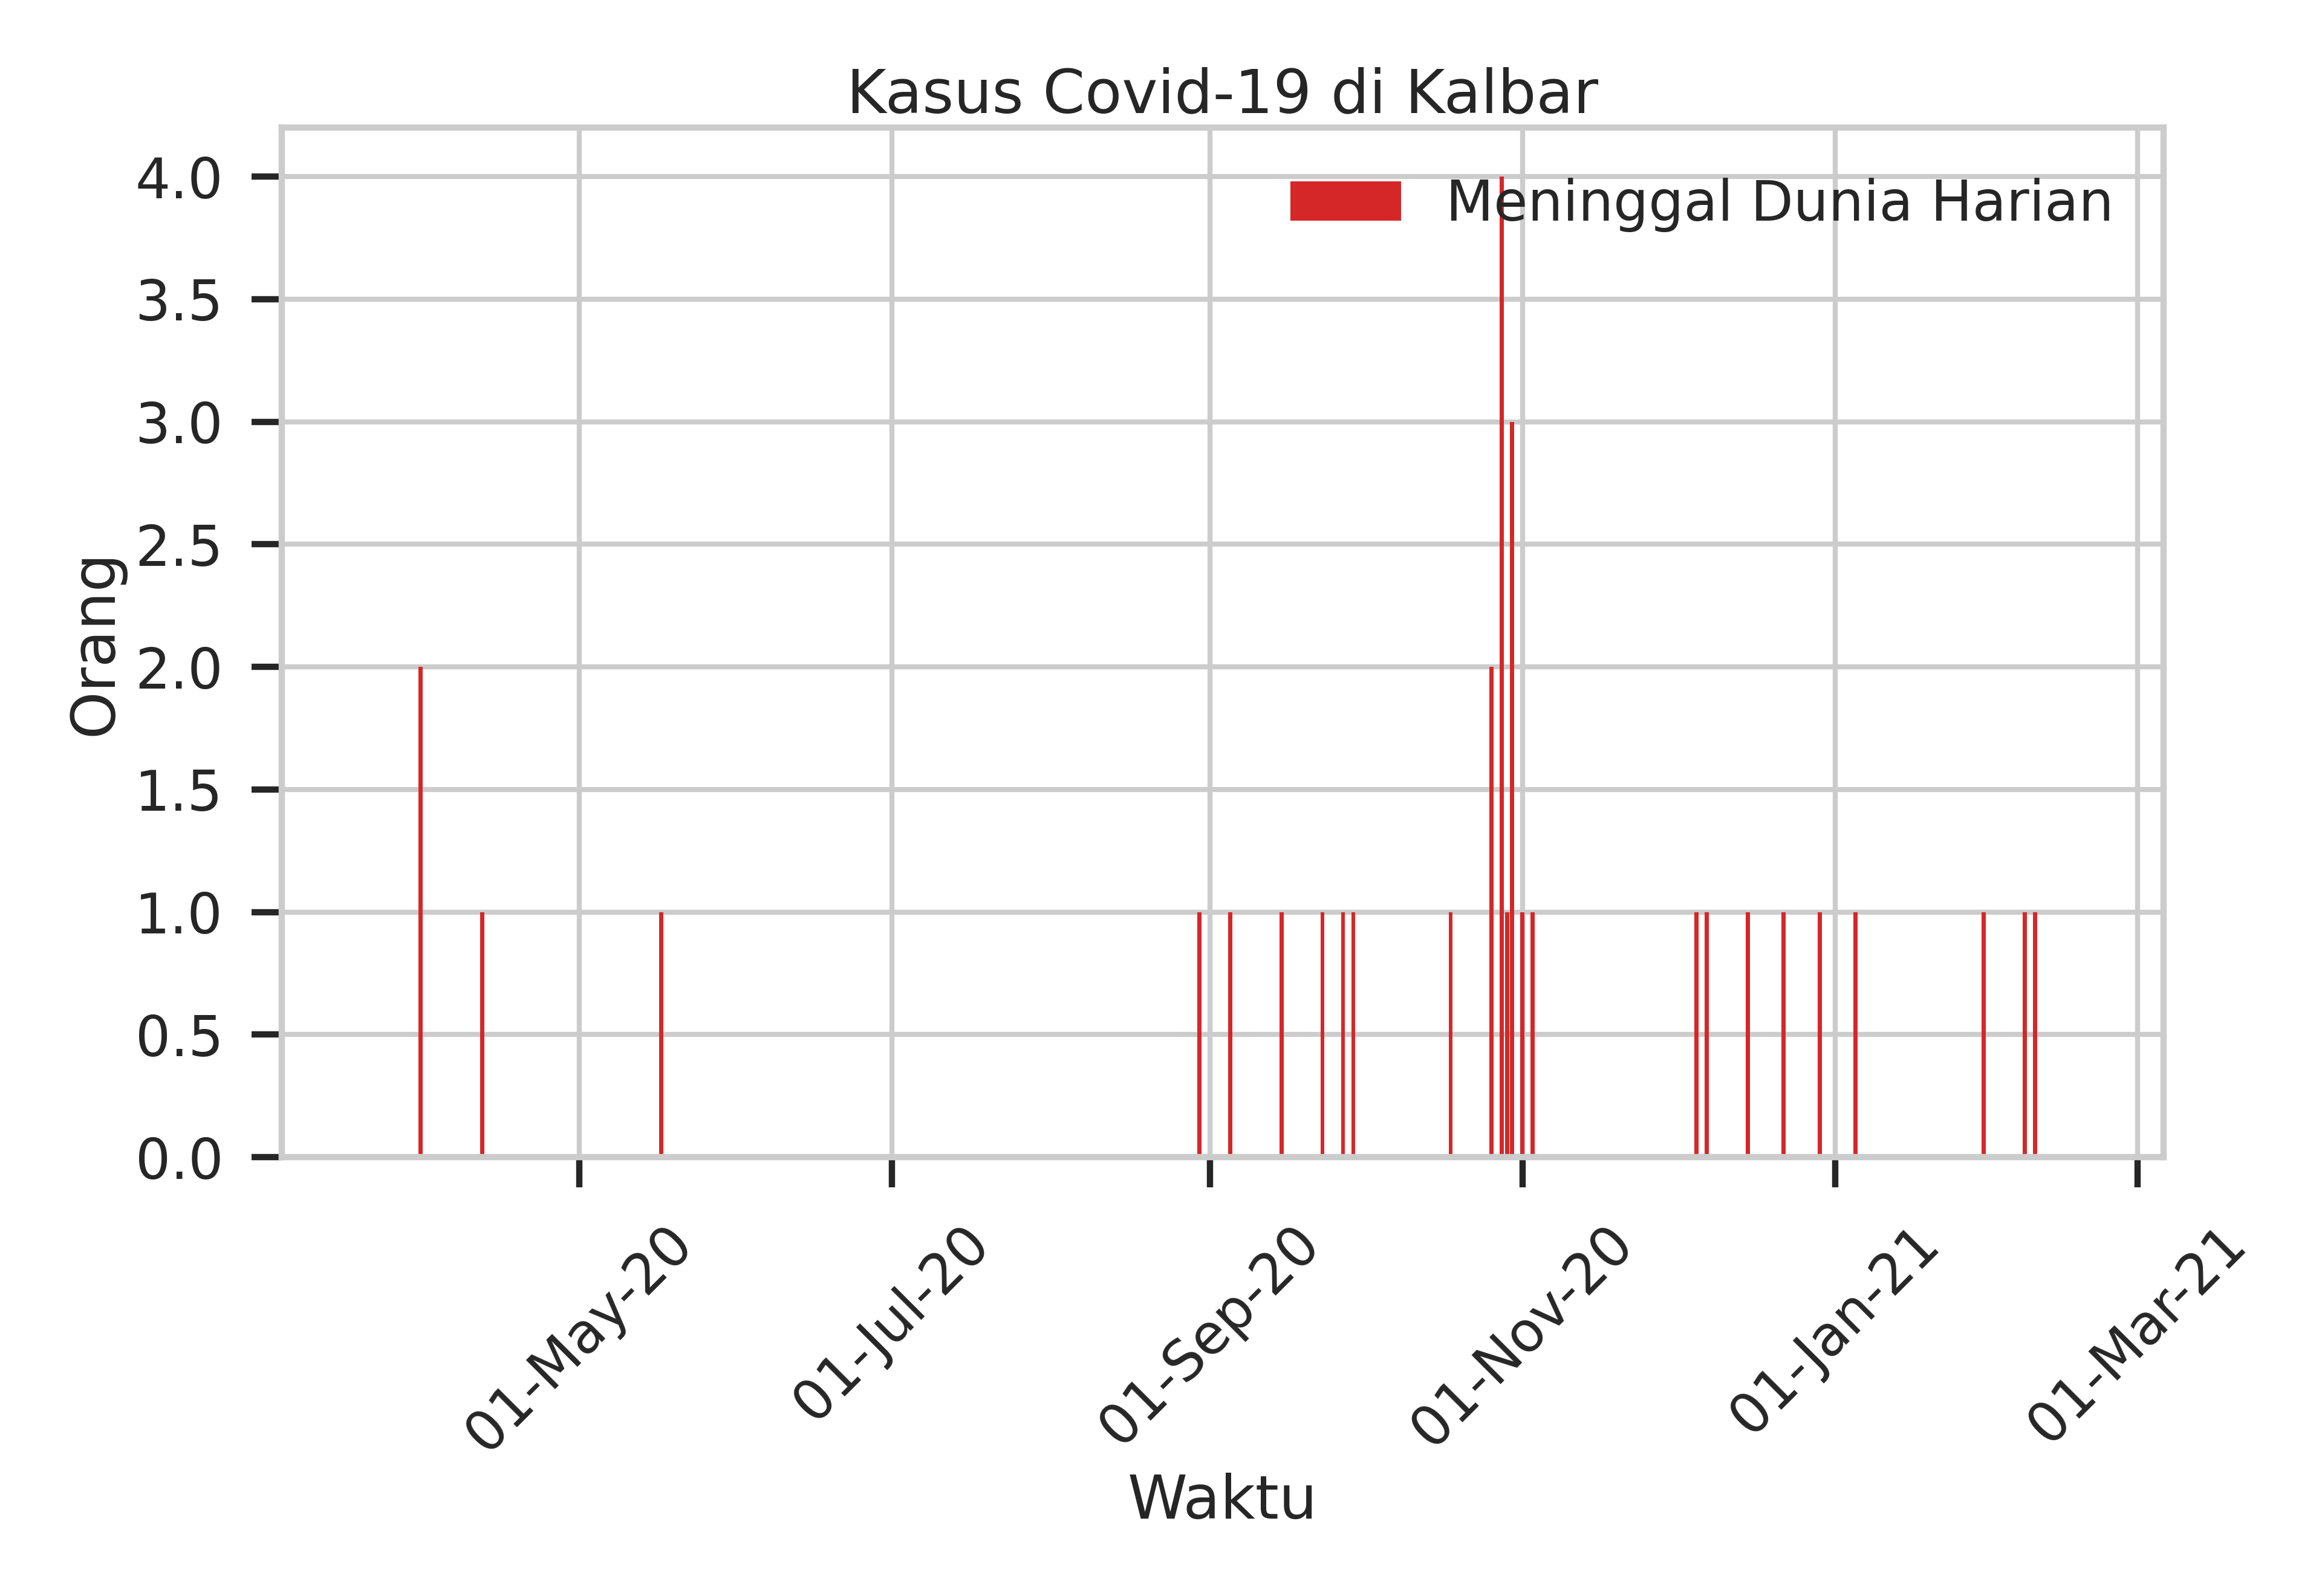 Kasus Covid-19 di Kalbar
Meninggal Dunia Harian
Orang
4.0
3.5
3.0
2.5
2.0
1.5
1.0
0.5
0.0
01-May-20
01-Jul-20
01-Sep-20
01-Nov-20
01-Jan-21
01-Mar-21
Waktu